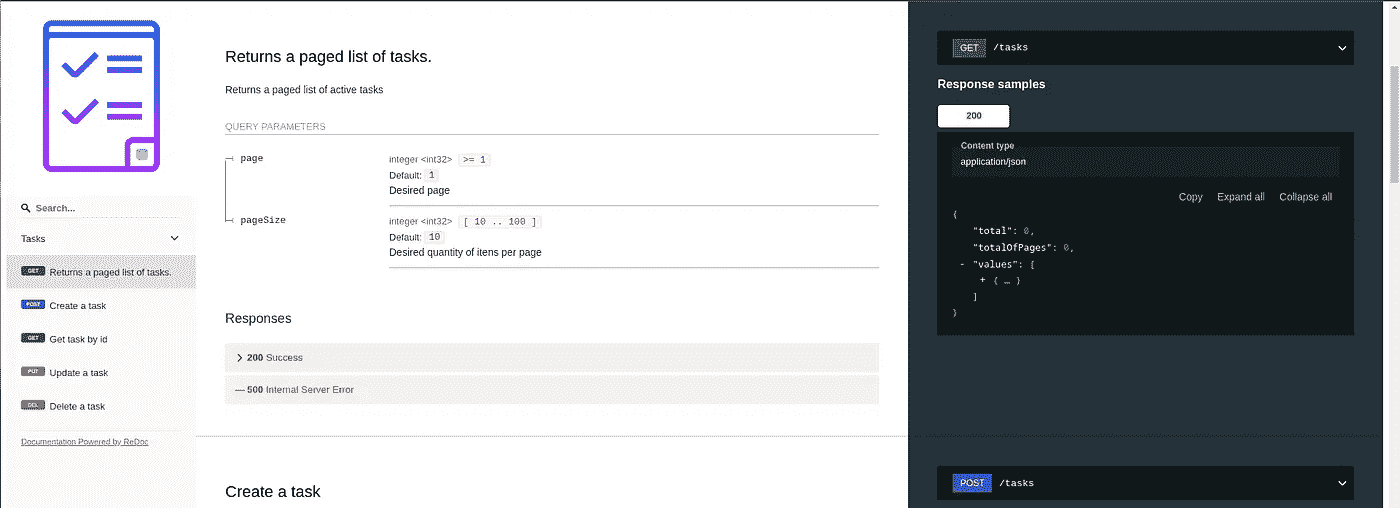 Search...
Tasks
GET Returns a paged list of tasks.
POST Create a task
GET Get task by id
PUT Update a task
DEL Delete a task
Documentation Powered by ReDoc
Returns a paged list of tasks.
Returns a paged list of active tasks
QUERY PARAMETERS
page
integer <int32> >= 1
Default: 1
Desired page
pageSize
integer <int32> [ 10 .. 100 ]
Default: 10
Desired quantity of itens per page
Responses
200 Success
500 Internal Server Error
Create a task
GET /tasks
Response samples
200
Content type
application/json
Copy Expand all Collapse all
{
"total": 0,
"totalOfPages": 0,
- "values": [
+ { … }
]
}
POST /tasks